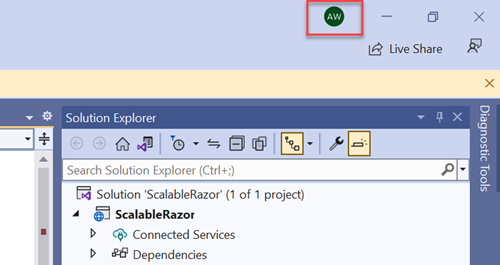 AW
Live Share
Solution Explorer
Search Solution Explorer (Ctrl+;)
Solution 'ScalableRazor' (1 of 1 project)
ScalableRazor
Connected Services
Dependencies
Diagnostic Tools